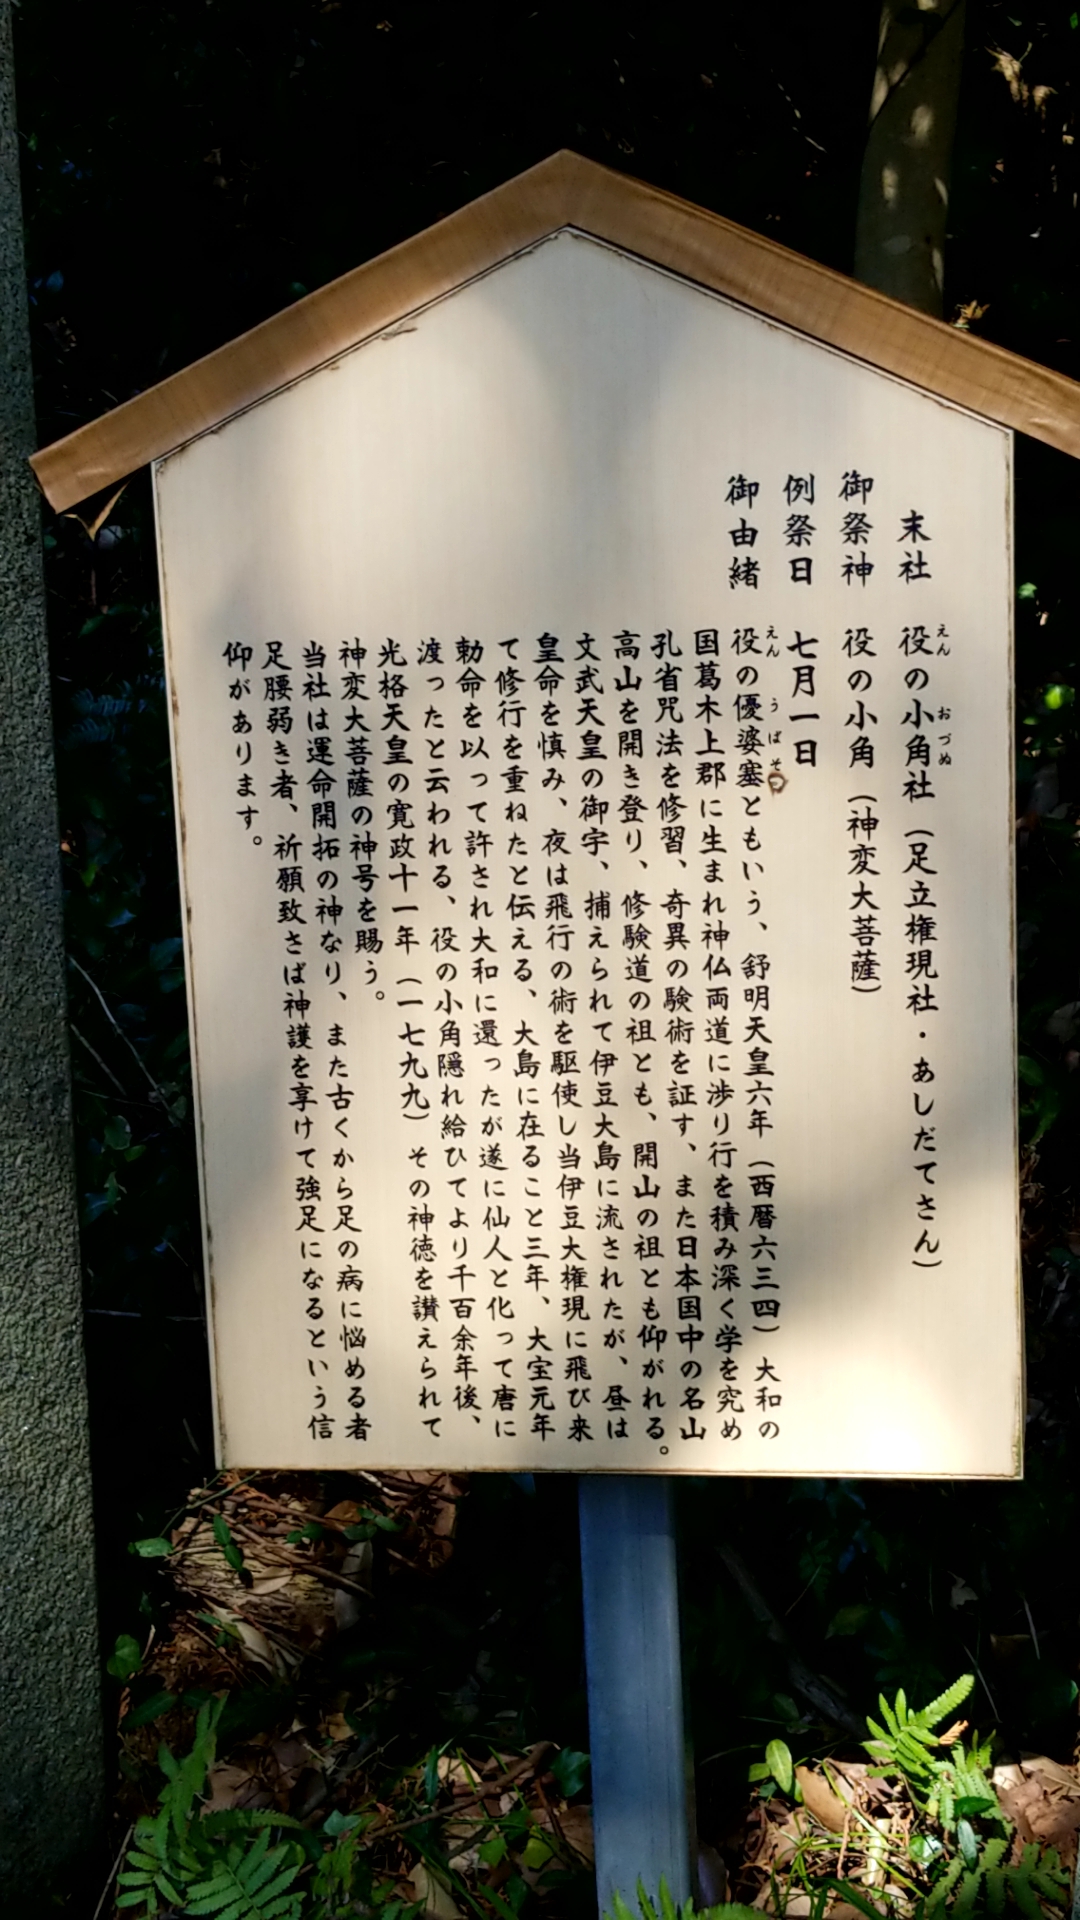 末社 役の小角社（足立権現社・あしだてさん）
えん おづぬ
御祭神 役の小角（神変大菩薩）
例祭日 七月一日
御由緒 役の優婆塞ともいう、舒明天皇六年（西暦六三四）大和の
えん うばそ
国葛木上郡に生まれ神仏両道に渉り行を積み深く学を究め
孔省咒法を修習、奇異の験術を証す、また日本国中の名山
高山を開き登り、修験道の祖とも、開山の祖とも仰がれる。
文武天皇の御宇、捕えられて伊豆大島に流されたが、昼は
皇命を慎み、夜は飛行の術を駆使し当伊豆大権現に飛び来
て修行を重ねたと伝える、大島に在ること三年、大宝元年
勅命を以って許され大和に還ったが遂に仙人と化って唐に
渡ったと云われる、役の小角隠れ給ひてより千百余年後、
光格天皇の寛政十一年（一七九九）その神徳を讃えられて
神変大菩薩の神号を賜う。
当社は運命開拓の神なり、また古くから足の病に悩める者
足腰弱き者、祈願致さば神護を享けて強足になるという信
仰があります。